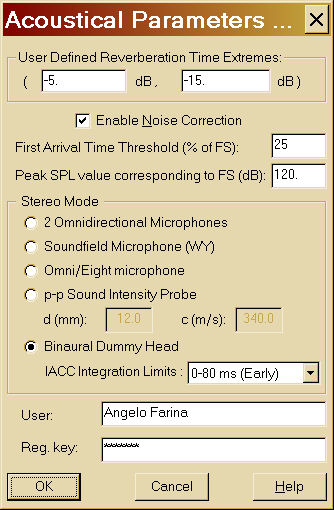 Acoustical Parameters ...
User Defined Reverberation Time Extremes:
( -5. dB , -15. dB )
Enable Noise Correction
First Arrival Time Threshold (% of FS): 25
Peak SPL value corresponding to FS (dB): 120.
Stereo Mode
2 Omnidirectional Microphones
Soundfield Microphone (WY)
Omni/Eight microphone
p-p Sound Intensity Probe
d (mm): 12.0 c (m/s): 340.0
Binaural Dummy Head
IACC Integration Limits : 0-80 ms (Early)
User: Angelo Farina
Reg. key: *******
OK Cancel Help